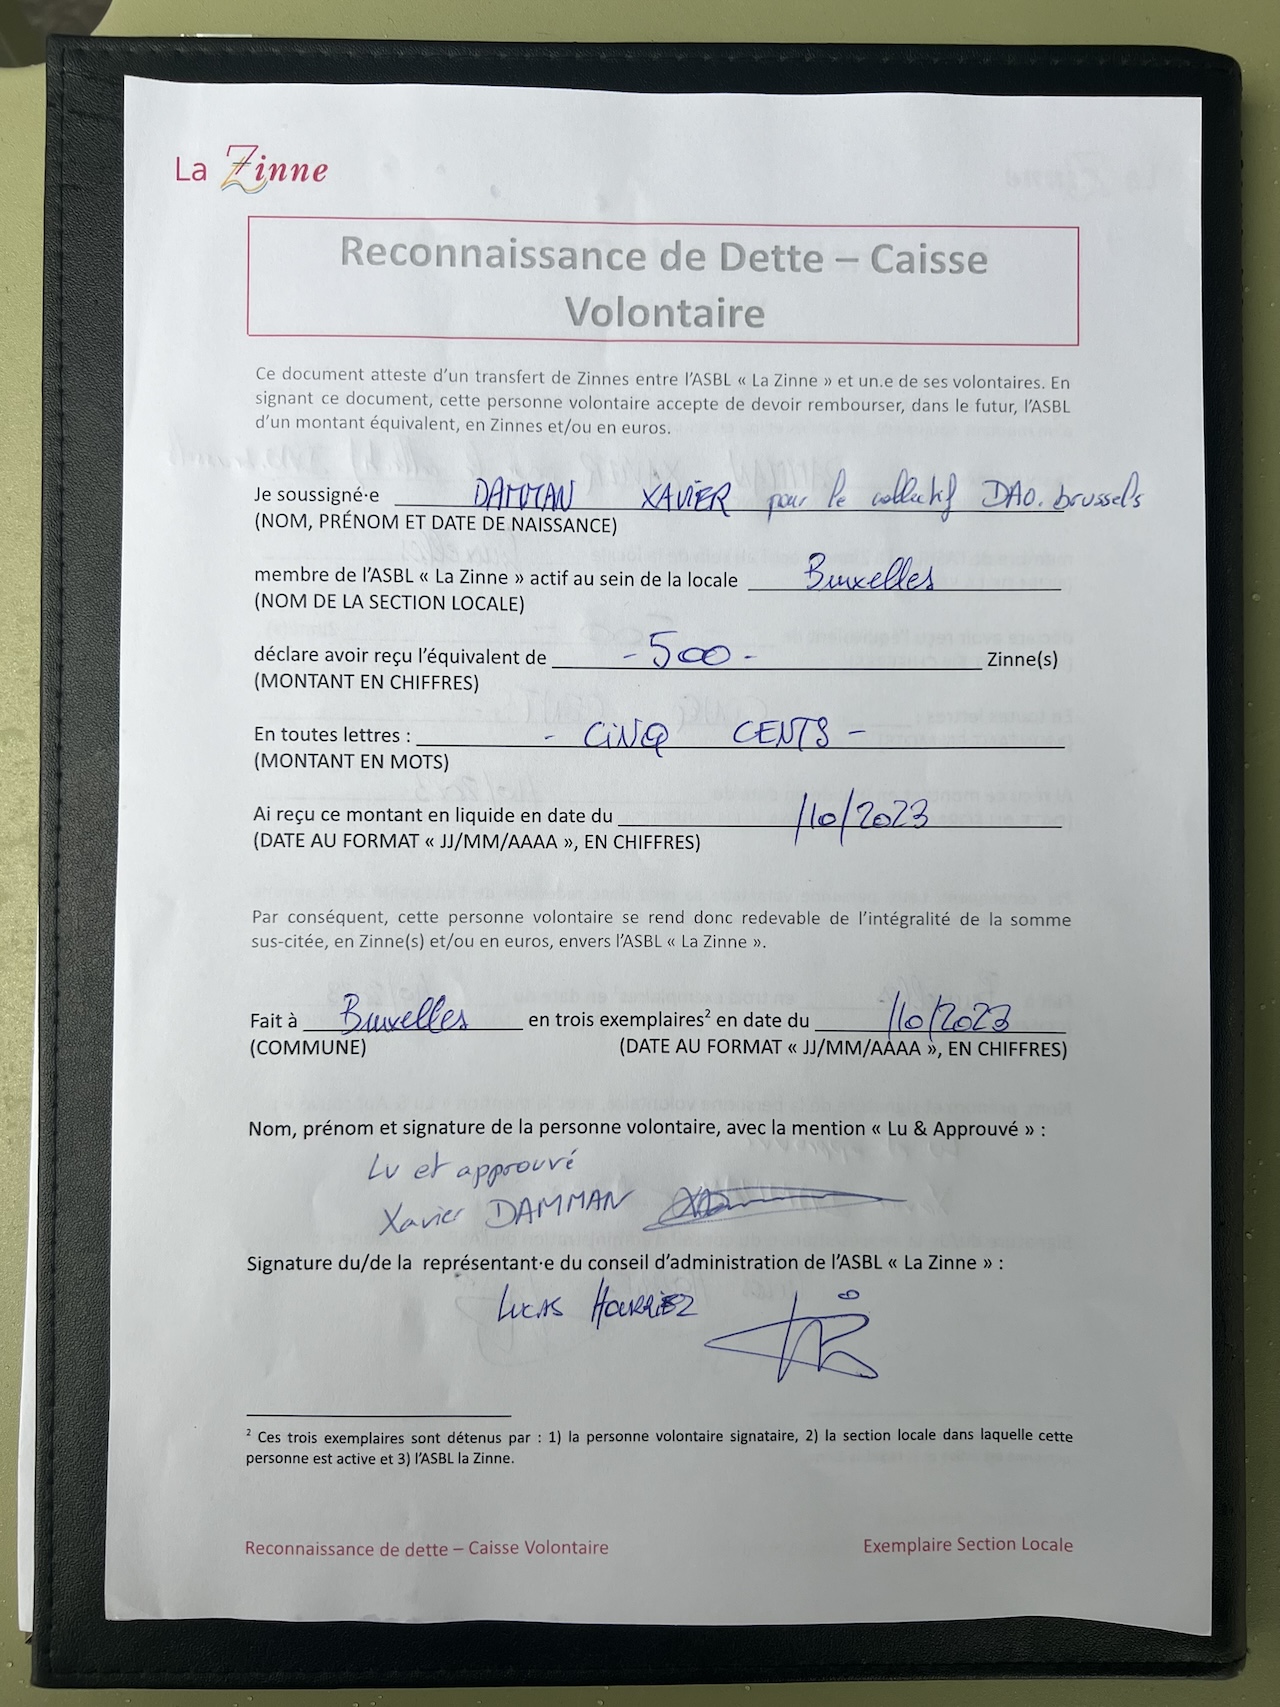 La Zinne
Reconnaissance de Dette – Caisse
Volontaire
Ce document atteste d'un transfert de Zinnes entre l'ASBL « La Zinne » et un.e de ses volontaires. En
signant ce document, cette personne volontaire accepte de devoir rembourser, dans le futur, l'ASBL
d'un montant équivalent, en Zinnes et/ou en euros.
Je soussigné·e DAMMAN XAVIER pour le collectif DAO.brussels
(NOM, PRÉNOM ET DATE DE NAISSANCE)
membre de l'ASBL « La Zinne » actif au sein de la locale Bruxelles
(NOM DE LA SECTION LOCALE)
déclare avoir reçu l'équivalent de - 500 - Zinne(s)
(MONTANT EN CHIFFRES)
En toutes lettres : - CINQ CENTS -
(MONTANT EN MOTS)
Ai reçu ce montant en liquide en date du /10/2023
(DATE AU FORMAT « JJ/MM/AAAA », EN CHIFFRES)
Par conséquent, cette personne volontaire se rend donc redevable de l'intégralité de la somme
sus-citée, en Zinne(s) et/ou en euros, envers l'ASBL « La Zinne ».
Fait à Bruxelles en trois exemplaires² en date du /10/2023
(COMMUNE) (DATE AU FORMAT « JJ/MM/AAAA », EN CHIFFRES)
Nom, prénom et signature de la personne volontaire, avec la mention « Lu & Approuvé » :
Lu et approuvé
Xavier DAMMAN
Signature du/de la représentant·e du conseil d'administration de l'ASBL « La Zinne » :
LUCAS HOURRIEZ
² Ces trois exemplaires sont détenus par : 1) la personne volontaire signataire, 2) la section locale dans laquelle cette
personne est active et 3) l'ASBL la Zinne.
Reconnaissance de dette – Caisse Volontaire Exemplaire Section Locale